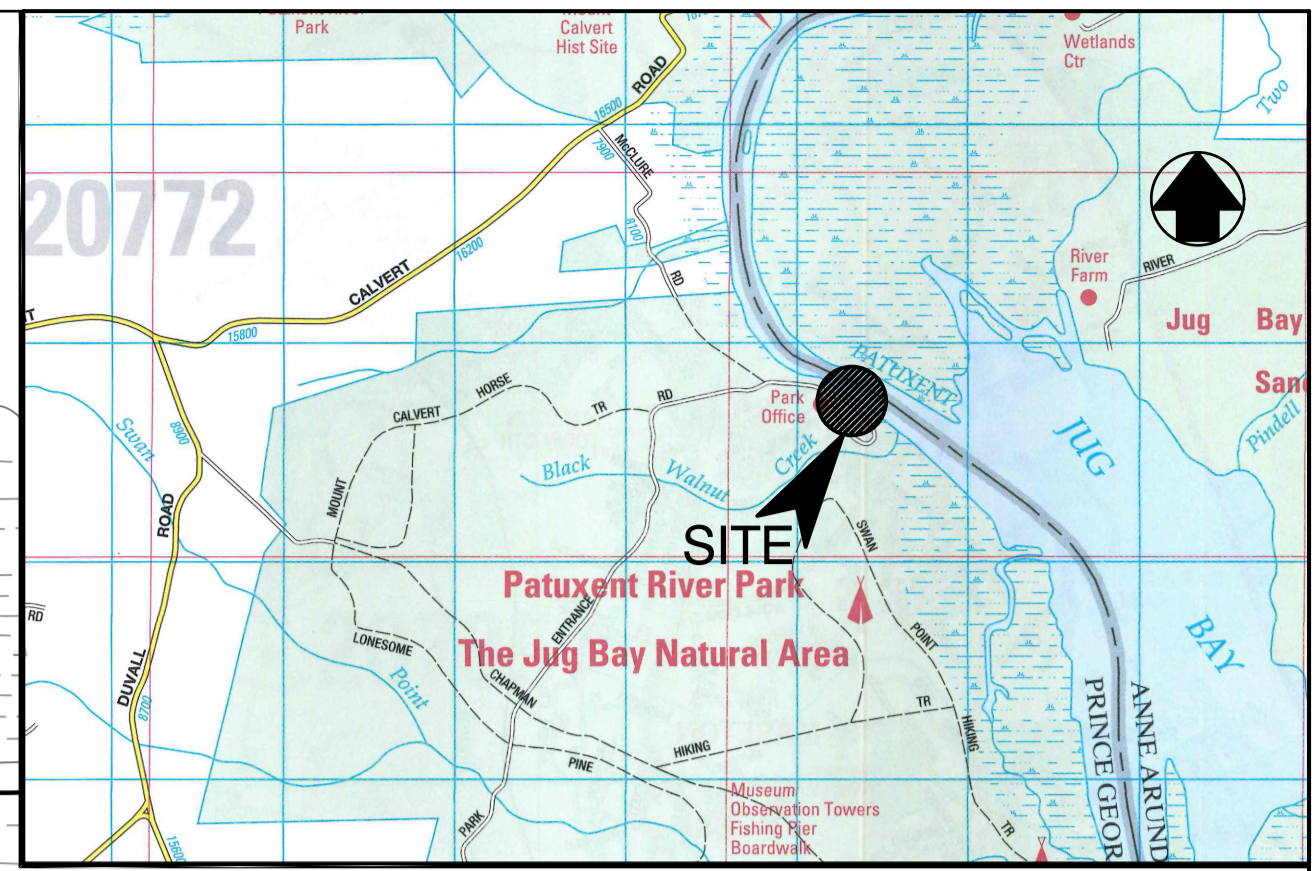 Park
Mount
Calvert
Hist Site
Wetlands
Ctr
Two
16500
ROAD
7900
McCLURE
8100
RD
20772
16200
CALVERT
15800
River
Farm
RIVER
Jug Bay
San
Pindell
PATUXENT
JUG
BAY
Park
Office
HORSE
CALVERT
TR
RD
MOUNT
Swan
8900
ROAD
Black
Walnut
Creek
SITE
SWAN
POINT
HIKING
TR
Patuxent River Park
The Jug Bay Natural Area
ENTRANCE
LONESOME
Point
CHAPMAN
TR
HIKING
PINE
PARK
RD
DUVALL
8700
15600
Museum
Observation Towers
Fishing Pier
Boardwalk
ANNE ARUND
PRINCE GEOR